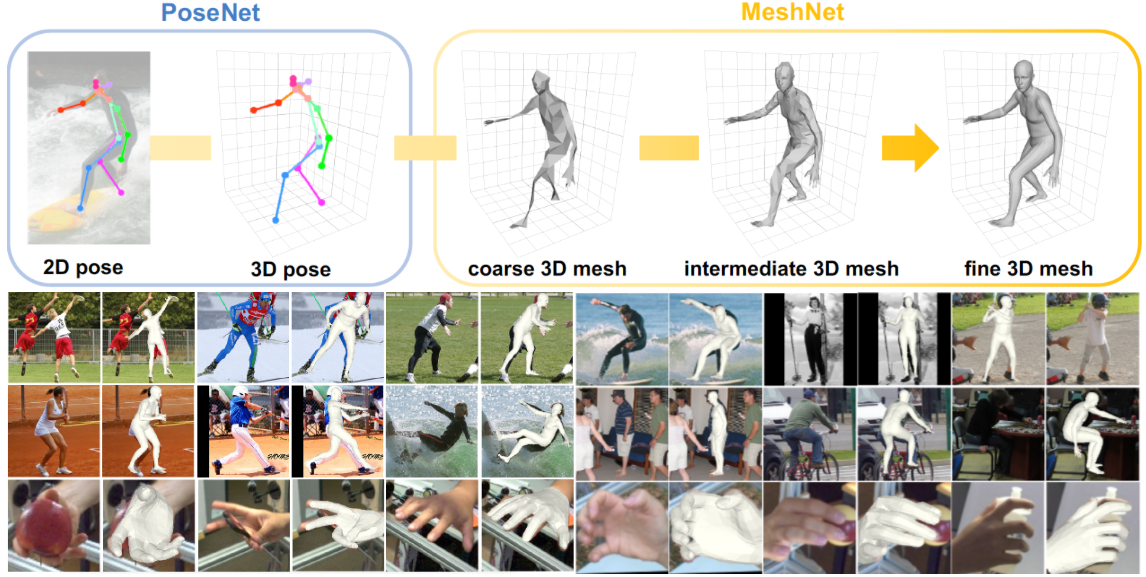 PoseNet
MeshNet
2D pose
3D pose
coarse 3D mesh
intermediate 3D mesh
fine 3D mesh